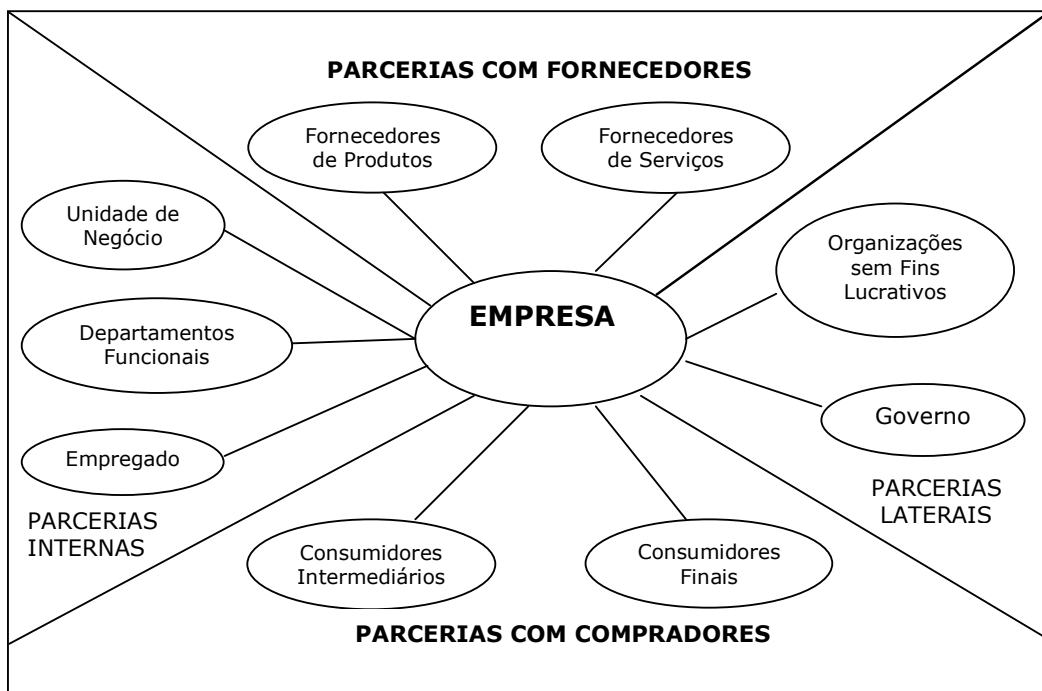 PARCERIAS COM FORNECEDORES
Fornecedores
de Produtos
Fornecedores
de Serviços
Unidade de
Negócio
Organizações
sem Fins
Lucrativos
EMPRESA
Departamentos
Funcionais
Governo
Empregado
PARCERIAS
INTERNAS
PARCERIAS
LATERAIS
Consumidores
Intermediários
Consumidores
Finais
PARCERIAS COM COMPRADORES